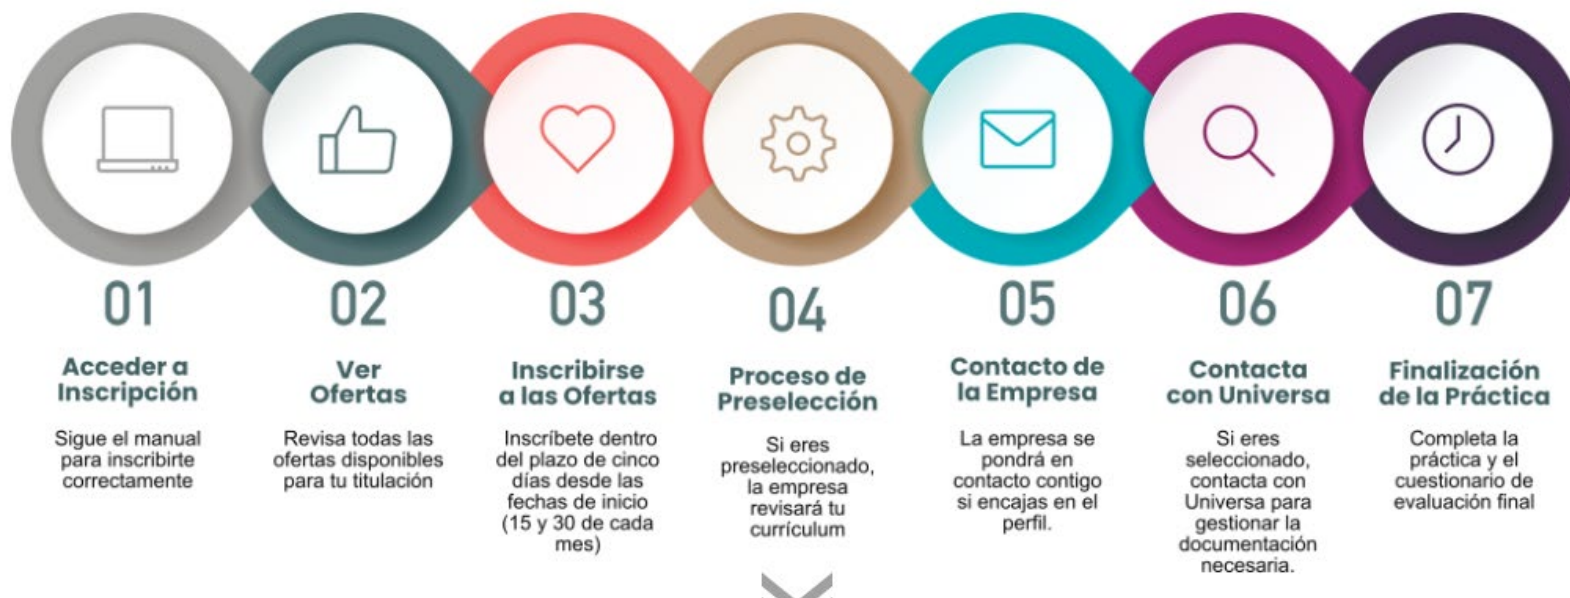 01
Acceder a
Inscripción
Sigue el manual
para inscribirte
correctamente
02
Ver
Ofertas
Revisa todas las
ofertas disponibles
para tu titulación
03
Inscribirse
a las Ofertas
Inscríbete dentro
del plazo de cinco
días desde las
fechas de inicio
(15 y 30 de cada
mes)
04
Proceso de
Preselección
Si eres
preseleccionado,
la empresa
revisará tu
currículum
05
Contacto de
la Empresa
La empresa se
pondrá en
contacto contigo
si encajas en el
perfil.
06
Contacta
con Universa
Si eres
seleccionado,
contacta con
Universa para
gestionar la
documentación
necesaria.
07
Finalización
de la Práctica
Completa la
práctica y el
cuestionario de
evaluación final